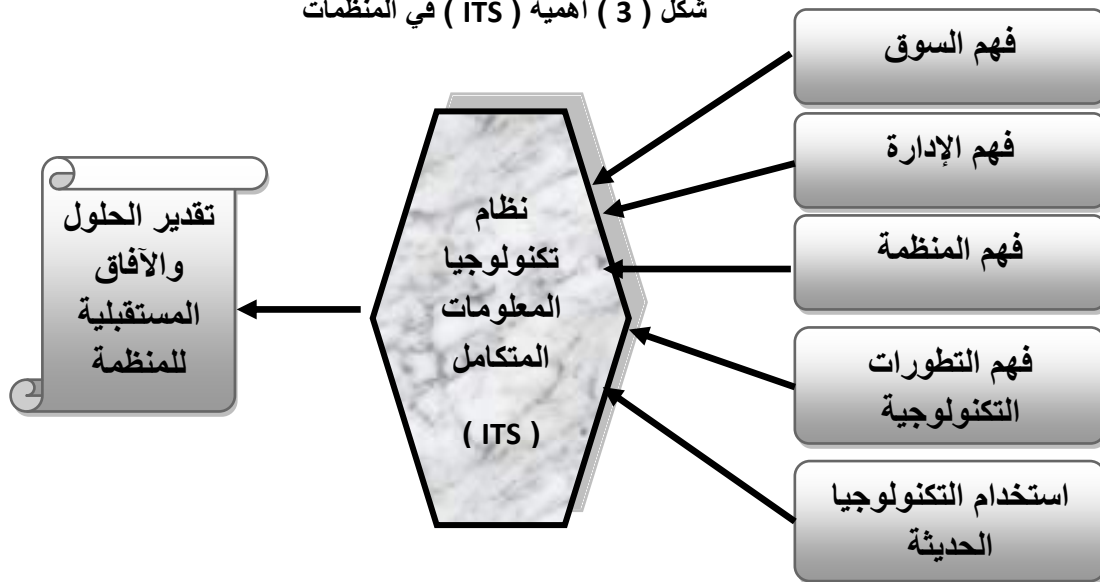 شكل ( 3 ) اهمية ( ITS ) في المنظمات
فهم السوق
فهم الإدارة
فهم المنظمة
فهم التطورات
التكنولوجية
استخدام التكنولوجيا
الحديثة
نظام
تكنولوجيا
المعلومات
المتكامل
( ITS )
تقدير الحلول
والآفاق
المستقبلية
للمنظمة